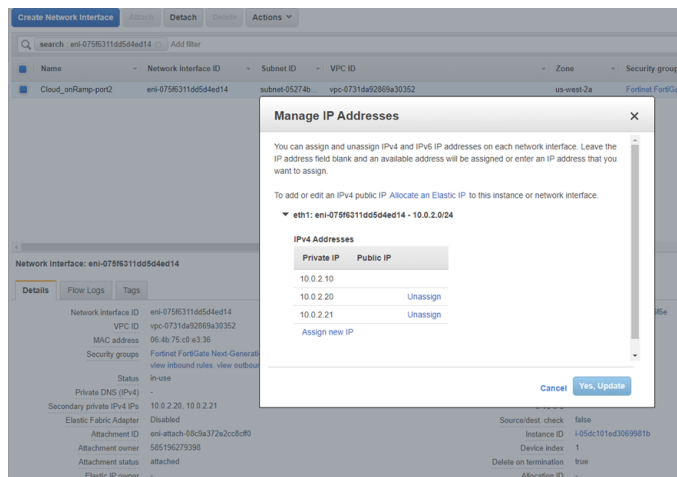 Create Network Interface Attach Detach Delete Actions
search : eni-075f6311dd5d4ed14 Add filter
Name Network interface ID Subnet ID VPC ID Zone Security group
Cloud_onRamp-port2 eni-075f6311dd5d4ed14 subnet-05274b... vpc-0731da92869a30352 us-west-2a Fortinet FortiGa
Manage IP Addresses
You can assign and unassign IPv4 and IPv6 IP addresses on each network interface. Leave the
IP address field blank and an available address will be assigned or enter an IP address that you
want to assign.
To add or edit an IPv4 public IP Allocate an Elastic IP to this instance or network interface.
eth1: eni-075f6311dd5d4ed14 - 10.0.2.0/24
IPv4 Addresses
Private IP Public IP
10.0.2.10
10.0.2.20 Unassign
10.0.2.21 Unassign
Assign new IP
Cancel Yes, Update
Network Interface: eni-075f6311dd5d4ed14
Details Flow Logs Tags
Network interface ID eni-075f6311dd5d4ed14
VPC ID vpc-0731da92869a30352
MAC address 06:4b:75:c0:e3:36
Security groups Fortinet FortiGate Next-Generati
view inbound rules. view outbour
Status in-use
Private DNS (IPv4) -
Secondary private IPv4 IPs 10.0.2.20, 10.0.2.21
Elastic Fabric Adapter Disabled Source/dest. check false
Attachment ID eni-attach-08c9a372e2cc8cff0 Instance ID i-05dc101ed3069981b
Attachment owner 585196279398 Device index 1
Attachment status attached Delete on termination true
Elastic IP owner - Allocation ID -